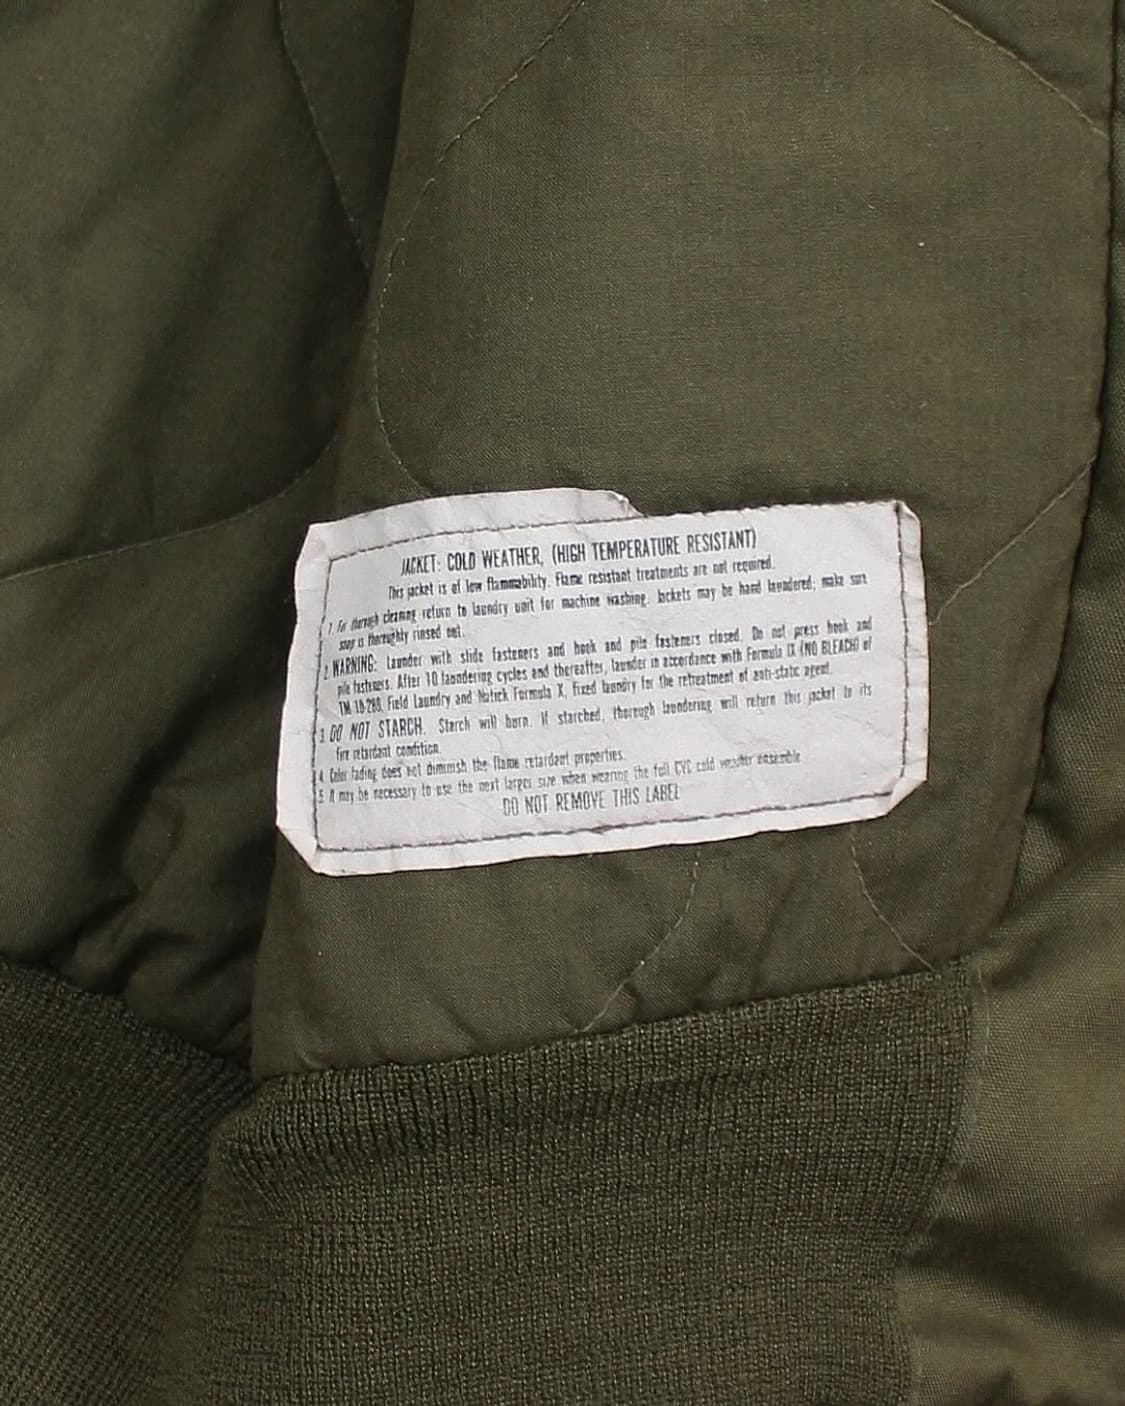 JACKET: COLD WEATHER, (HIGH TEMPERATURE RESISTANT)
This jacket is of low flammability. Flame resistant treatments are not required.
1 For thorough cleaning return to laundry unit for machine washing. Jackets may be hand laundered; make sure
soap is thoroughly rinsed out.
2 WARNING: Launder with slide fasteners and hook and pile fasteners closed. Do not press hook and
pile fasteners. After 10 laundering cycles and thereafter, launder in accordance with Formula IX (NO BLEACH) of
TM 10-280, Field Laundry and Natick Formula X, fixed laundry for the retreatment of anti-static agent.
3 DO NOT STARCH. Starch will burn. If starched, thorough laundering will return this jacket to its
fire retardant condition.
4 Color fading does not diminish the flame retardant properties.
5 It may be necessary to use the next larger size when wearing the full CVC cold weather ensemble
DO NOT REMOVE THIS LABEL